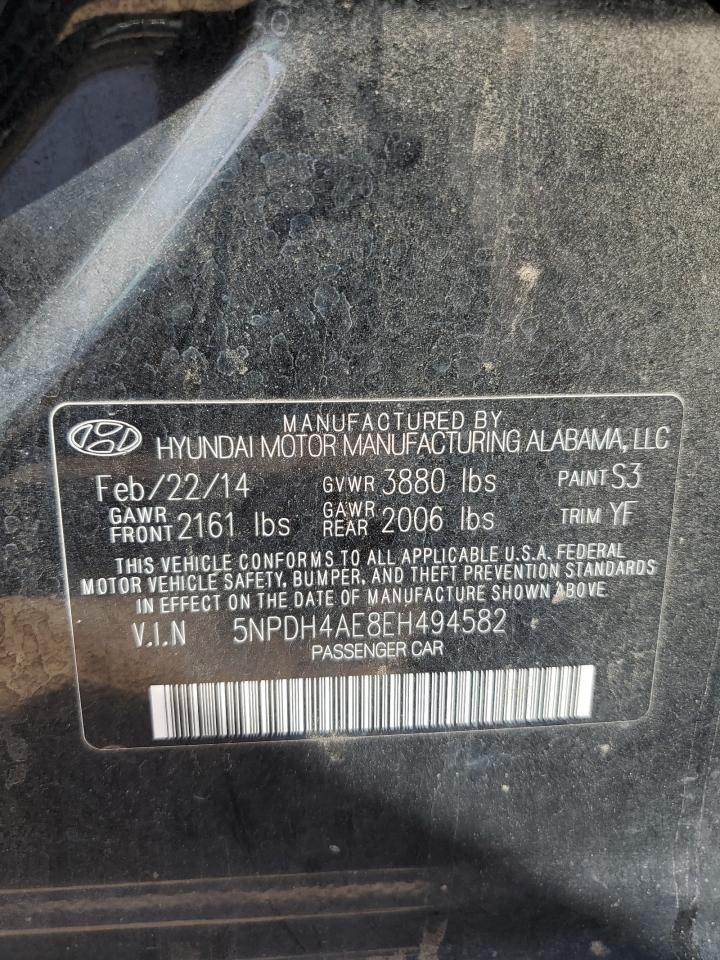 MANUFACTURED BY
HYUNDAI MOTOR MANUFACTURING ALABAMA, LLC
Feb/22/14 GVWR 3880 lbs PAINT S3
GAWR FRONT 2161 lbs GAWR REAR 2006 lbs TRIM YF
THIS VEHICLE CONFORMS TO ALL APPLICABLE U.S.A. FEDERAL
MOTOR VEHICLE SAFETY, BUMPER, AND THEFT PREVENTION STANDARDS
IN EFFECT ON THE DATE OF MANUFACTURE SHOWN ABOVE.
V.I.N 5NPDH4AE8EH494582
PASSENGER CAR